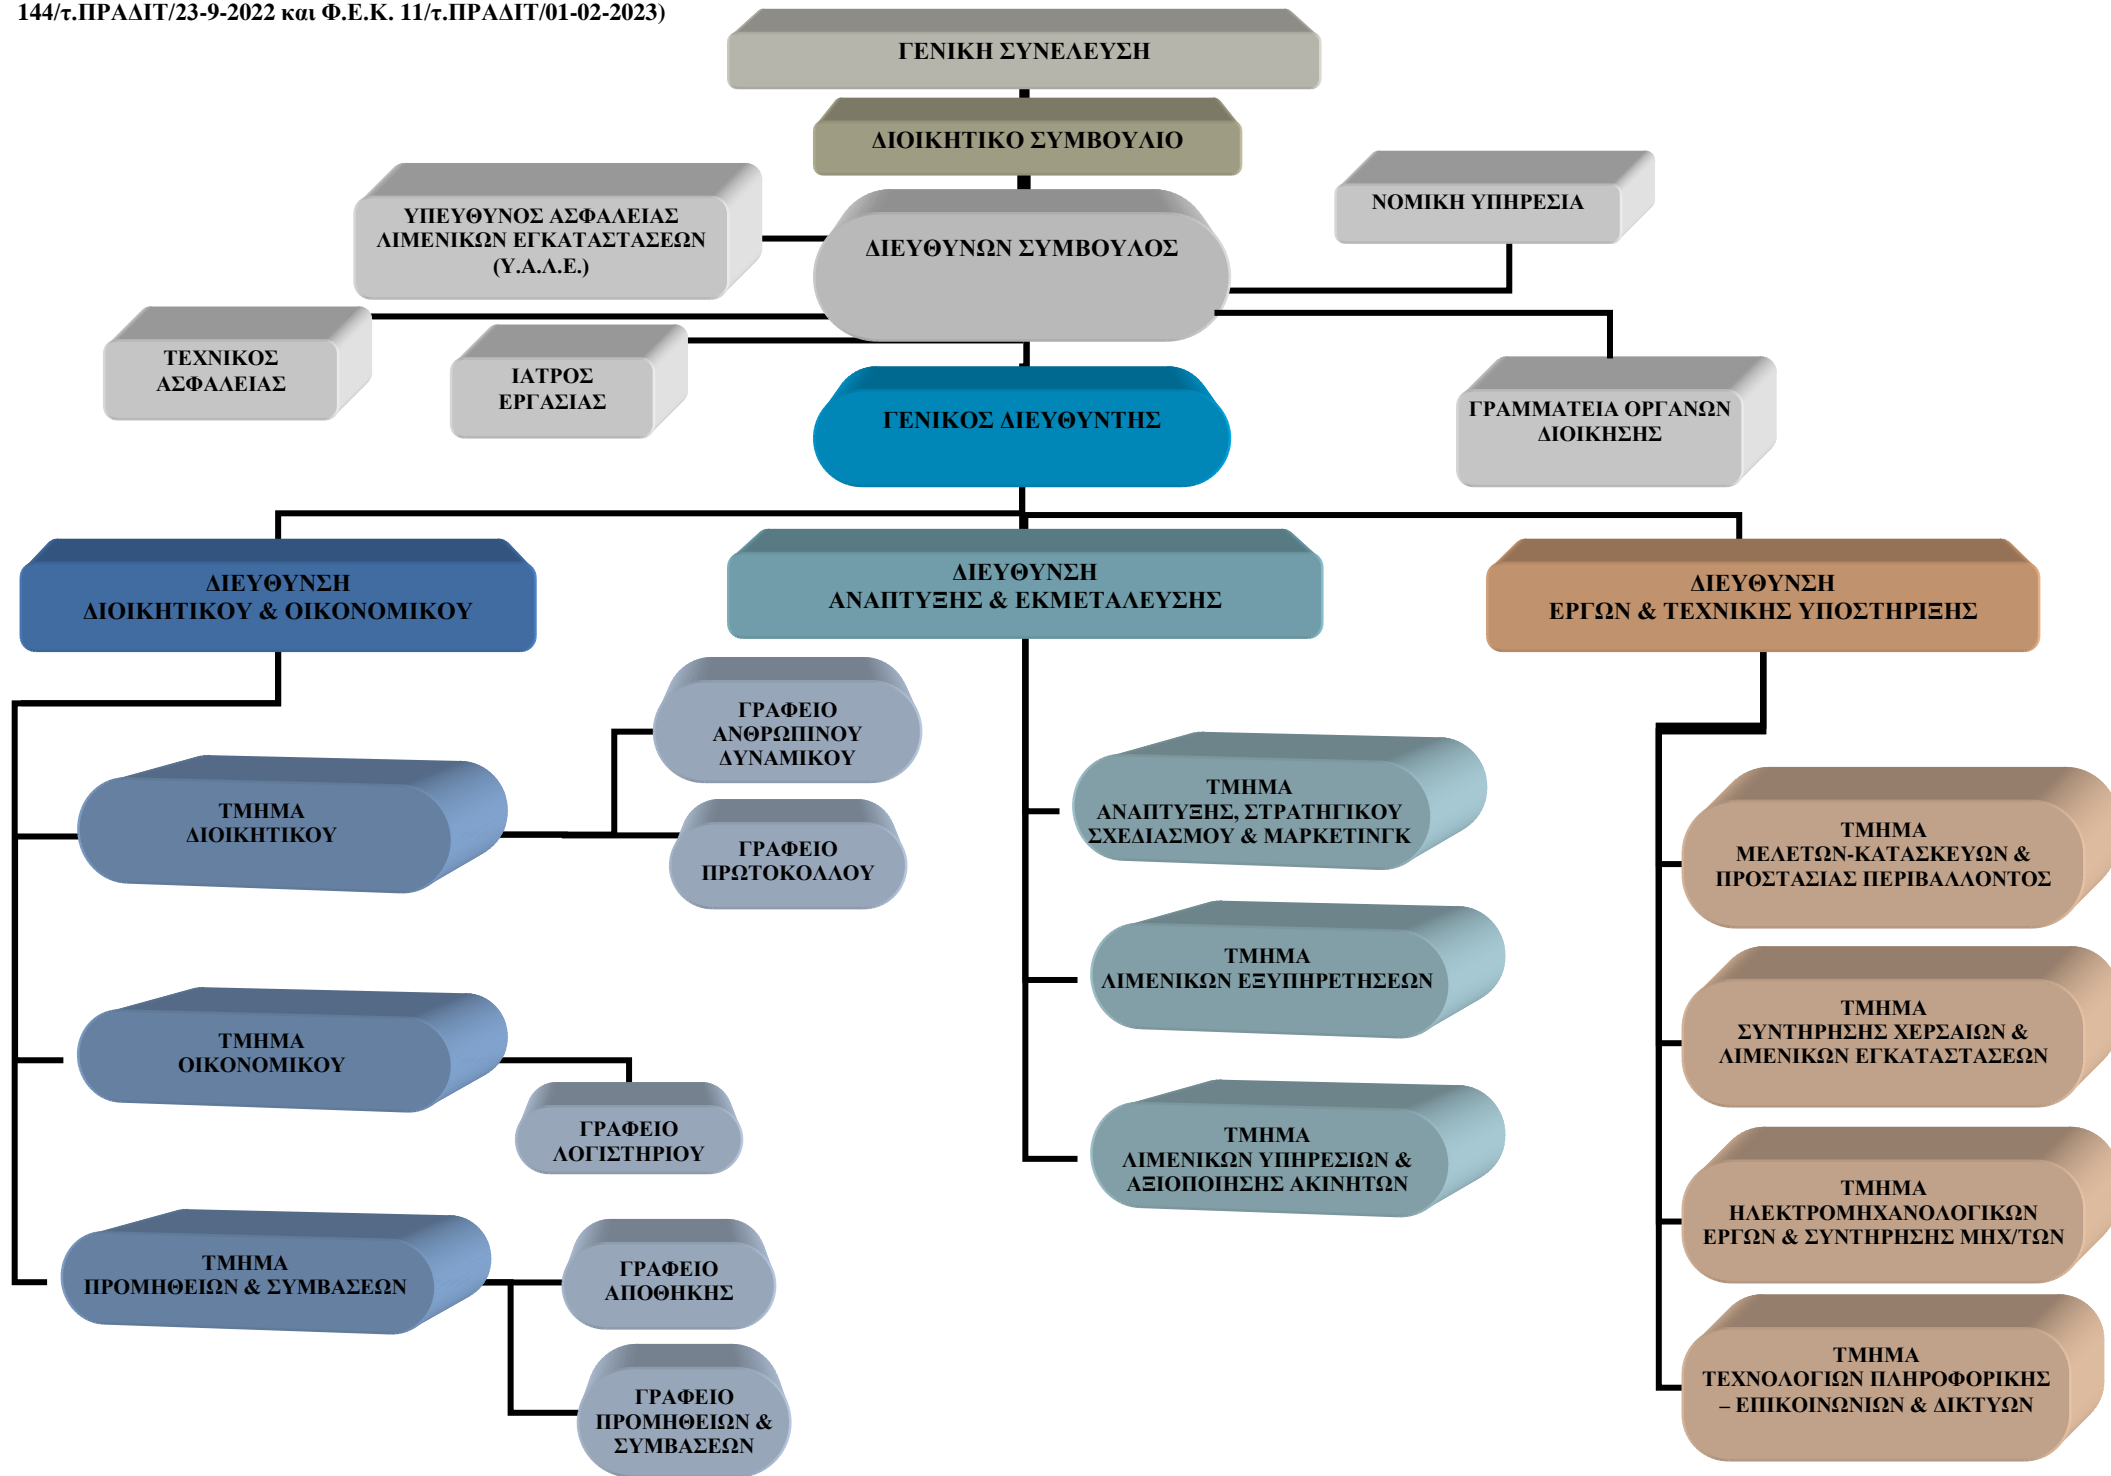 144/τ.ΠΡΑΔΙΤ/23-9-2022 και Φ.Ε.Κ. 11/τ.ΠΡΑΔΙΤ/01-02-2023)
ΓΕΝΙΚΗ ΣΥΝΕΛΕΥΣΗ
ΔΙΟΙΚΗΤΙΚΟ ΣΥΜΒΟΥΛΙΟ
ΥΠΕΥΘΥΝΟΣ ΑΣΦΑΛΕΙΑΣ
ΛΙΜΕΝΙΚΩΝ ΕΓΚΑΤΑΣΤΑΣΕΩΝ
(Υ.Α.Λ.Ε.)
ΔΙΕΥΘΥΝΩΝ ΣΥΜΒΟΥΛΟΣ
ΝΟΜΙΚΗ ΥΠΗΡΕΣΙΑ
ΤΕΧΝΙΚΟΣ
ΑΣΦΑΛΕΙΑΣ
ΙΑΤΡΟΣ
ΕΡΓΑΣΙΑΣ
ΓΕΝΙΚΟΣ ΔΙΕΥΘΥΝΤΗΣ
ΓΡΑΜΜΑΤΕΙΑ ΟΡΓΑΝΩΝ
ΔΙΟΙΚΗΣΗΣ
ΔΙΕΥΘΥΝΣΗ
ΔΙΟΙΚΗΤΙΚΟΥ & ΟΙΚΟΝΟΜΙΚΟΥ
ΔΙΕΥΘΥΝΣΗ
ΑΝΑΠΤΥΞΗΣ & ΕΚΜΕΤΑΛΕΥΣΗΣ
ΔΙΕΥΘΥΝΣΗ
ΕΡΓΩΝ & ΤΕΧΝΙΚΗΣ ΥΠΟΣΤΗΡΙΞΗΣ
ΤΜΗΜΑ
ΔΙΟΙΚΗΤΙΚΟΥ
ΓΡΑΦΕΙΟ
ΑΝΘΡΩΠΙΝΟΥ
ΔΥΝΑΜΙΚΟΥ
ΓΡΑΦΕΙΟ
ΠΡΩΤΟΚΟΛΛΟΥ
ΤΜΗΜΑ
ΟΙΚΟΝΟΜΙΚΟΥ
ΓΡΑΦΕΙΟ
ΛΟΓΙΣΤΗΡΙΟΥ
ΤΜΗΜΑ
ΠΡΟΜΗΘΕΙΩΝ & ΣΥΜΒΑΣΕΩΝ
ΓΡΑΦΕΙΟ
ΑΠΟΘΗΚΗΣ
ΓΡΑΦΕΙΟ
ΠΡΟΜΗΘΕΙΩΝ &
ΣΥΜΒΑΣΕΩΝ
ΤΜΗΜΑ
ΑΝΑΠΤΥΞΗΣ, ΣΤΡΑΤΗΓΙΚΟΥ
ΣΧΕΔΙΑΣΜΟΥ & ΜΑΡΚΕΤΙΝΓΚ
ΤΜΗΜΑ
ΛΙΜΕΝΙΚΩΝ ΕΞΥΠΗΡΕΤΗΣΕΩΝ
ΤΜΗΜΑ
ΛΙΜΕΝΙΚΩΝ ΥΠΗΡΕΣΙΩΝ &
ΑΞΙΟΠΟΙΗΣΗΣ ΑΚΙΝΗΤΩΝ
ΤΜΗΜΑ
ΜΕΛΕΤΩΝ-ΚΑΤΑΣΚΕΥΩΝ &
ΠΡΟΣΤΑΣΙΑΣ ΠΕΡΙΒΑΛΛΟΝΤΟΣ
ΤΜΗΜΑ
ΣΥΝΤΗΡΗΣΗΣ ΧΕΡΣΑΙΩΝ &
ΛΙΜΕΝΙΚΩΝ ΕΓΚΑΤΑΣΤΑΣΕΩΝ
ΤΜΗΜΑ
ΗΛΕΚΤΡΟΜΗΧΑΝΟΛΟΓΙΚΩΝ
ΕΡΓΩΝ & ΣΥΝΤΗΡΗΣΗΣ ΜΗΧ/ΤΩΝ
ΤΜΗΜΑ
ΤΕΧΝΟΛΟΓΙΩΝ ΠΛΗΡΟΦΟΡΙΚΗΣ
– ΕΠΙΚΟΙΝΩΝΙΩΝ & ΔΙΚΤΥΩΝ